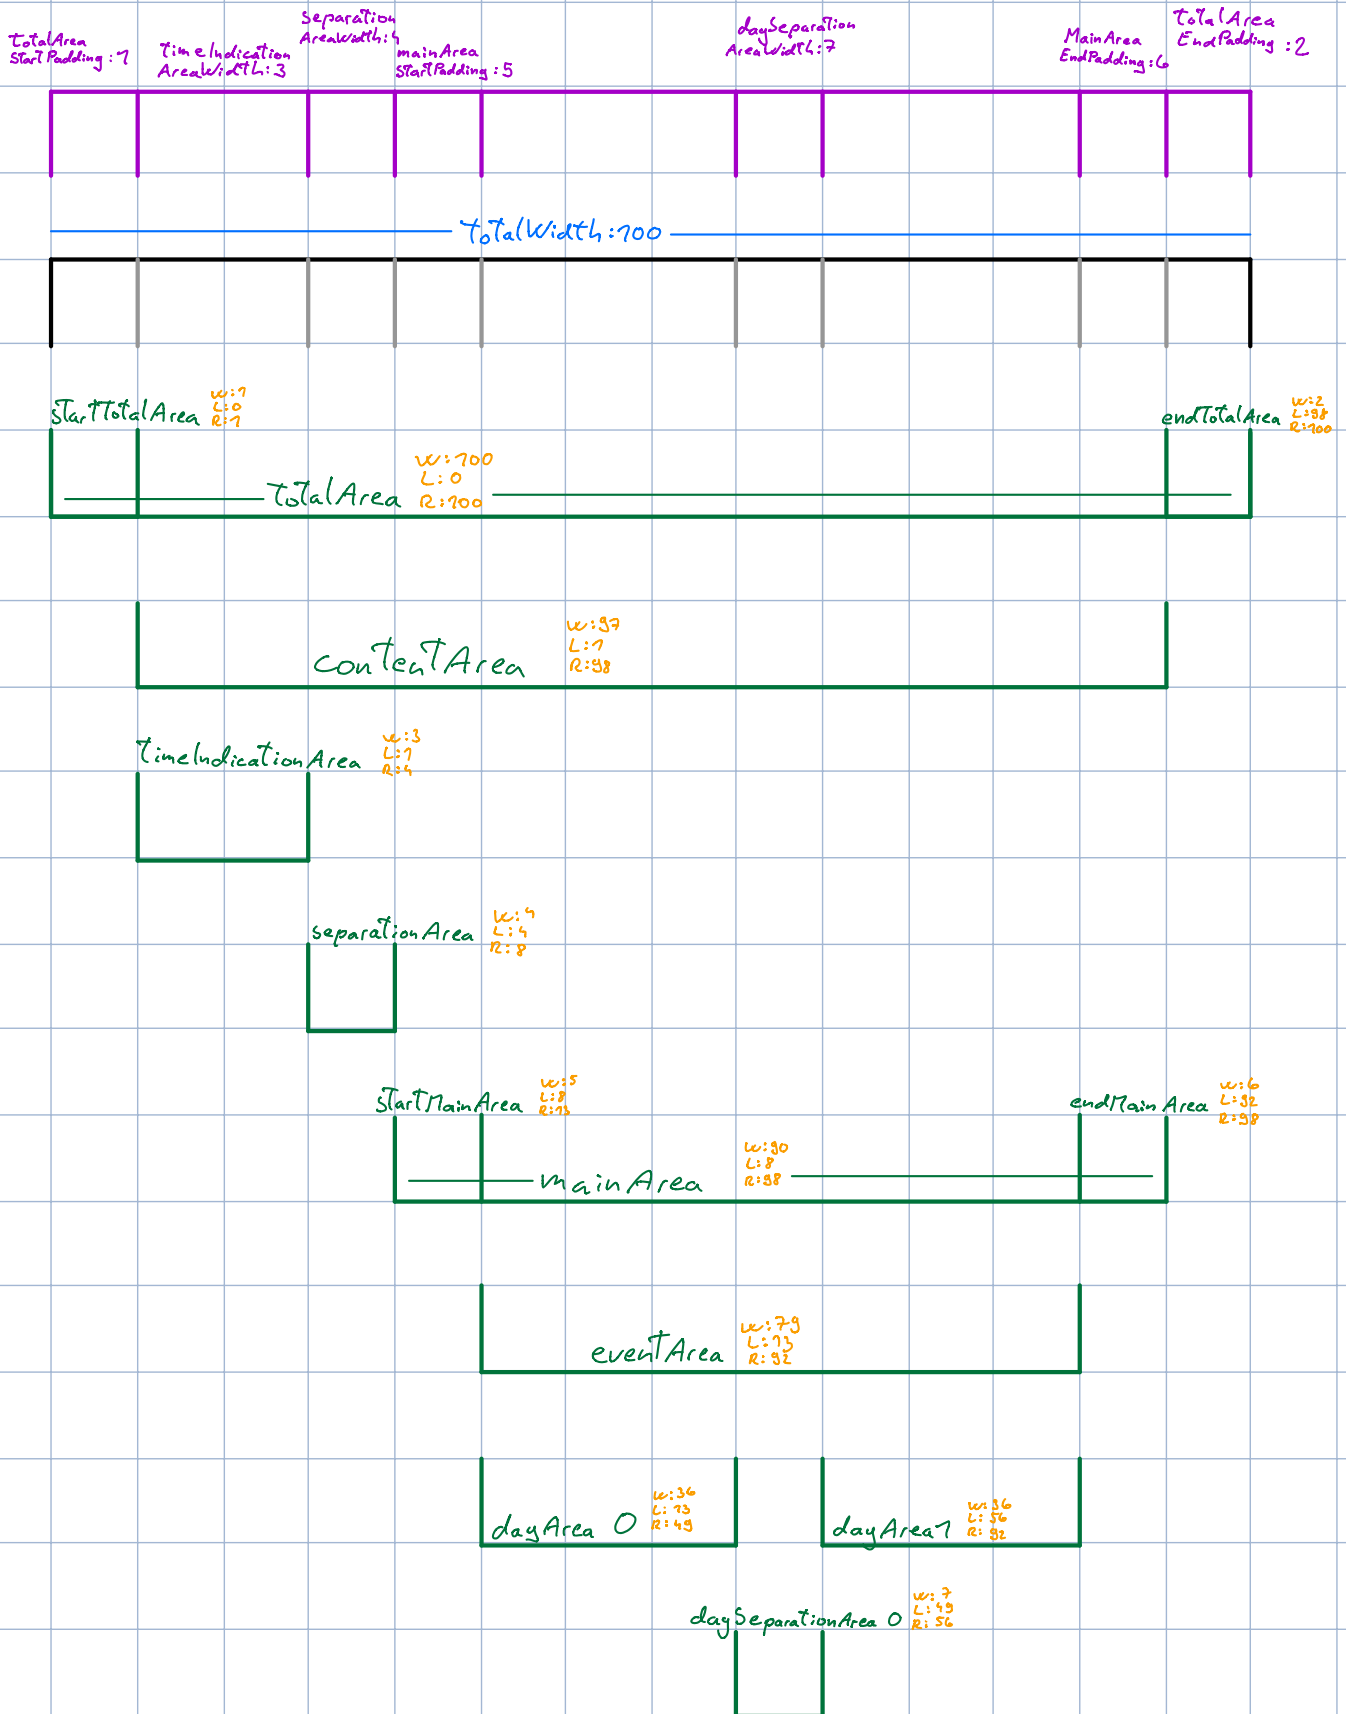 totalArea
StartPadding:1
timeIndication
AreaWidth:3
Separation
AreaWidth:4
mainArea
StartPadding:5
daySeparation
AreaWidth:7
MainArea
EndPadding:6
totalArea
EndPadding:2
totalWidth:100
startTotalArea
W:1
L:0
R:1
endTotalArea
W:2
L:98
R:100
totalArea
W:100
L:0
R:100
contentArea
W:97
L:1
R:98
timeIndicationArea
W:3
L:1
R:4
separationArea
W:4
L:4
R:8
startMainArea
W:5
L:8
R:13
endMainArea
W:6
L:92
R:98
mainArea
W:90
L:8
R:98
eventArea
W:79
L:13
R:92
dayArea 0
W:36
L:13
R:49
dayArea1
W:36
L:56
R:92
daySeparationArea 0
W:7
L:49
R:56